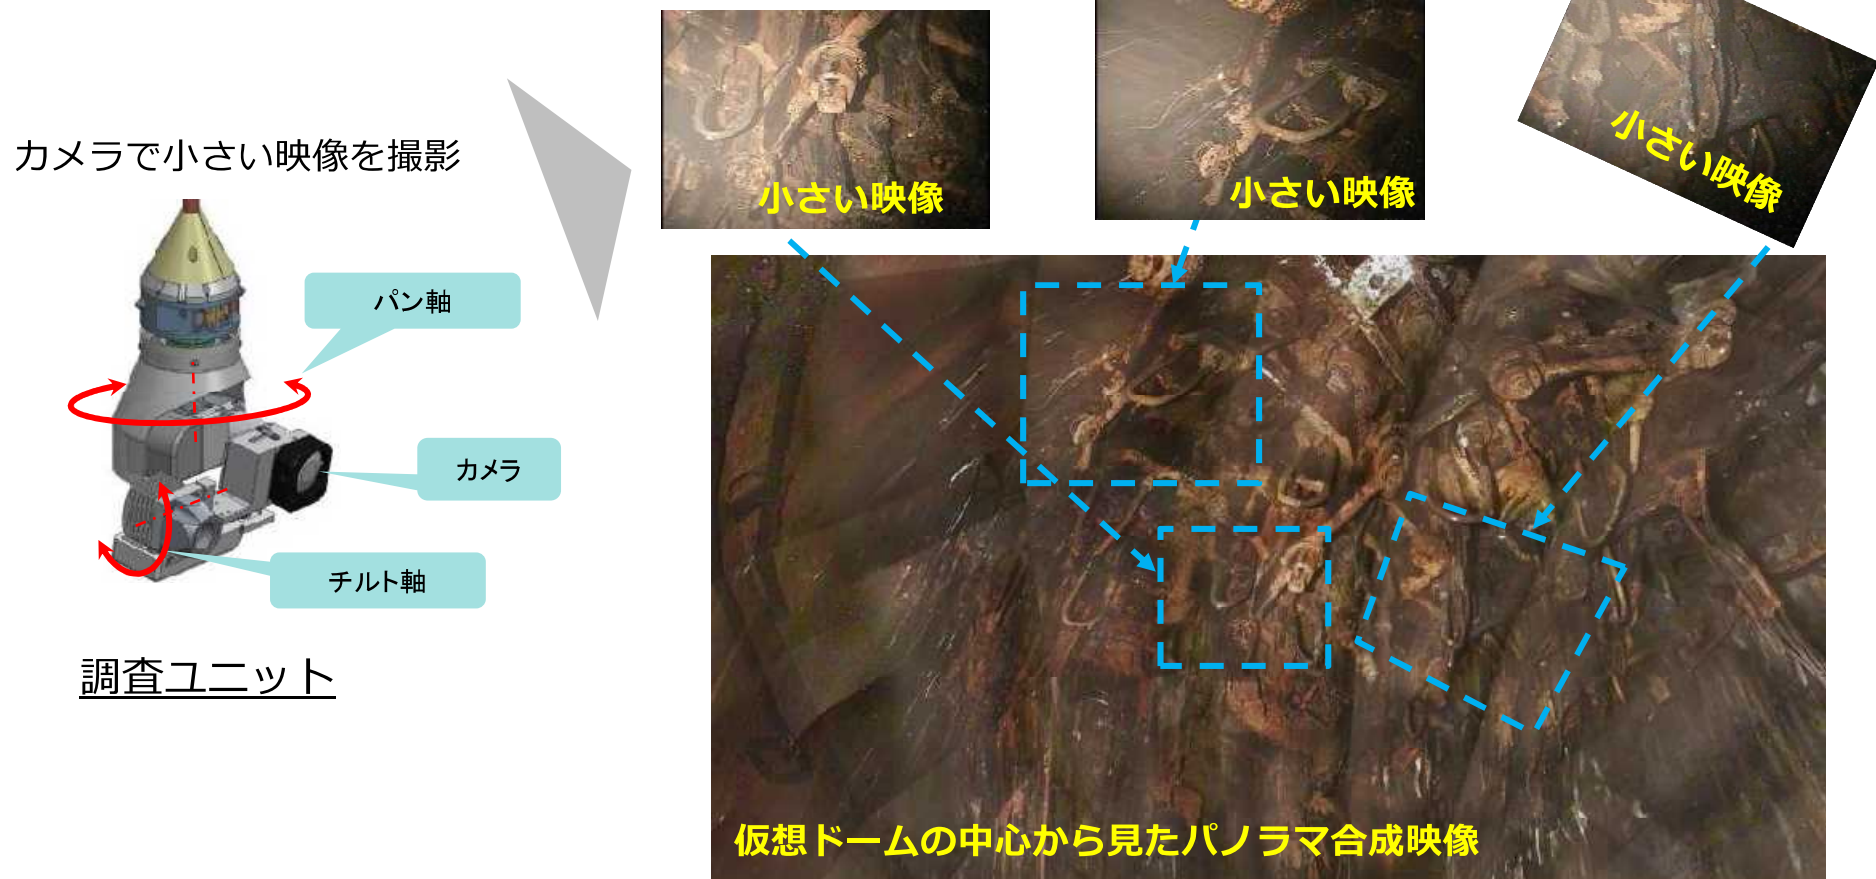 カメラで小さい映像を撮影
パン軸
カメラ
チルト軸
調査ユニット
小さい映像
小さい映像
小さい映像
仮想ドームの中心から見たパノラマ合成映像